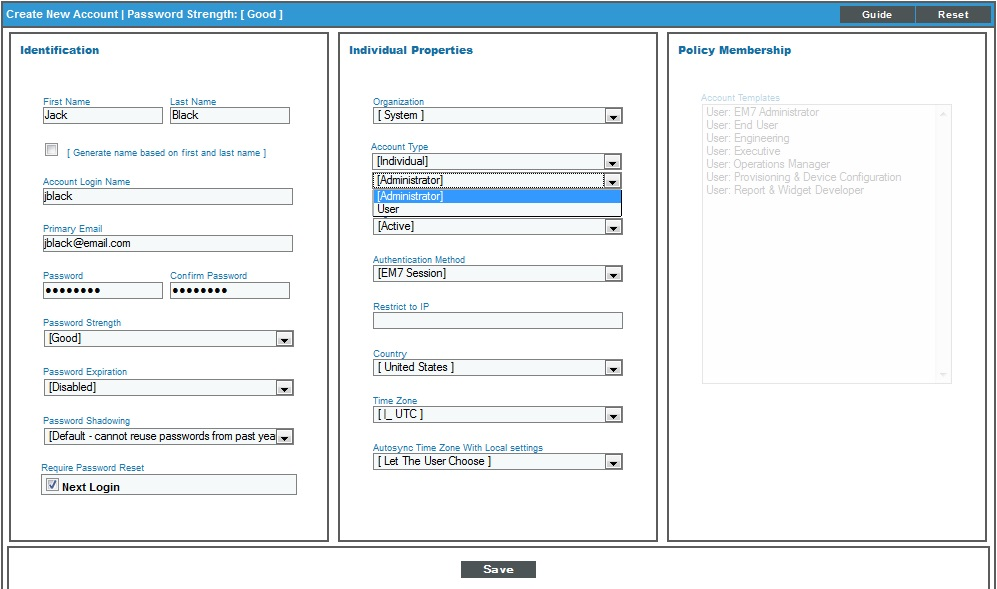 Create New Account | Password Strength: [ Good ]
Guide
Reset
Identification
First Name
Last Name
Jack
Black
[ Generate name based on first and last name ]
Account Login Name
jblack
Primary Email
jblack@email.com
Password
Confirm Password
••••••••
••••••••
Password Strength
[Good]
Password Expiration
[Disabled]
Password Shadowing
[Default - cannot reuse passwords from past yea
Require Password Reset
Next Login
Individual Properties
Organization
[ System ]
Account Type
[Individual]
[Administrator]
[Administrator]
User
[Active]
Authentication Method
[EM7 Session]
Restrict to IP
Country
[ United States ]
Time Zone
[ |_ UTC ]
Autosync Time Zone With Local settings
[ Let The User Choose ]
Policy Membership
Account Templates
User: EM7 Administrator
User: End User
User: Engineering
User: Executive
User: Operations Manager
User: Provisioning & Device Configuration
User: Report & Widget Developer
Save